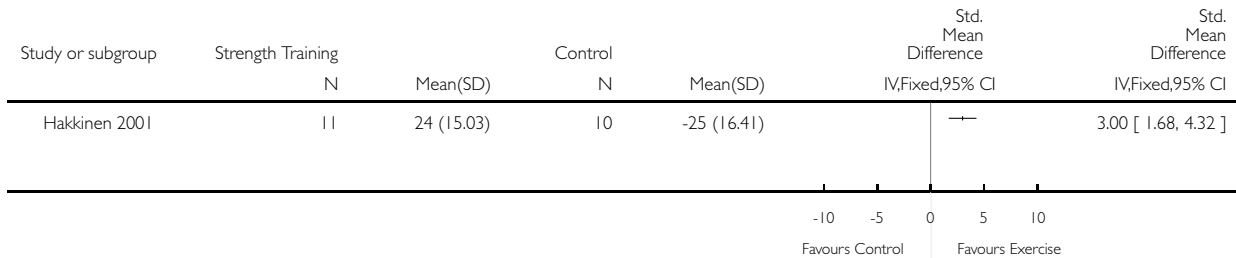 Std.
Mean
Difference
Std.
Mean
Difference
Study or subgroup Strength Training Control
N Mean(SD) N Mean(SD) IV,Fixed,95% CI IV,Fixed,95% CI
Hakkinen 2001 11 24 (15.03) 10 -25 (16.41) 3.00 [ 1.68, 4.32 ]
-10 -5 0 5 10
Favours Control Favours Exercise